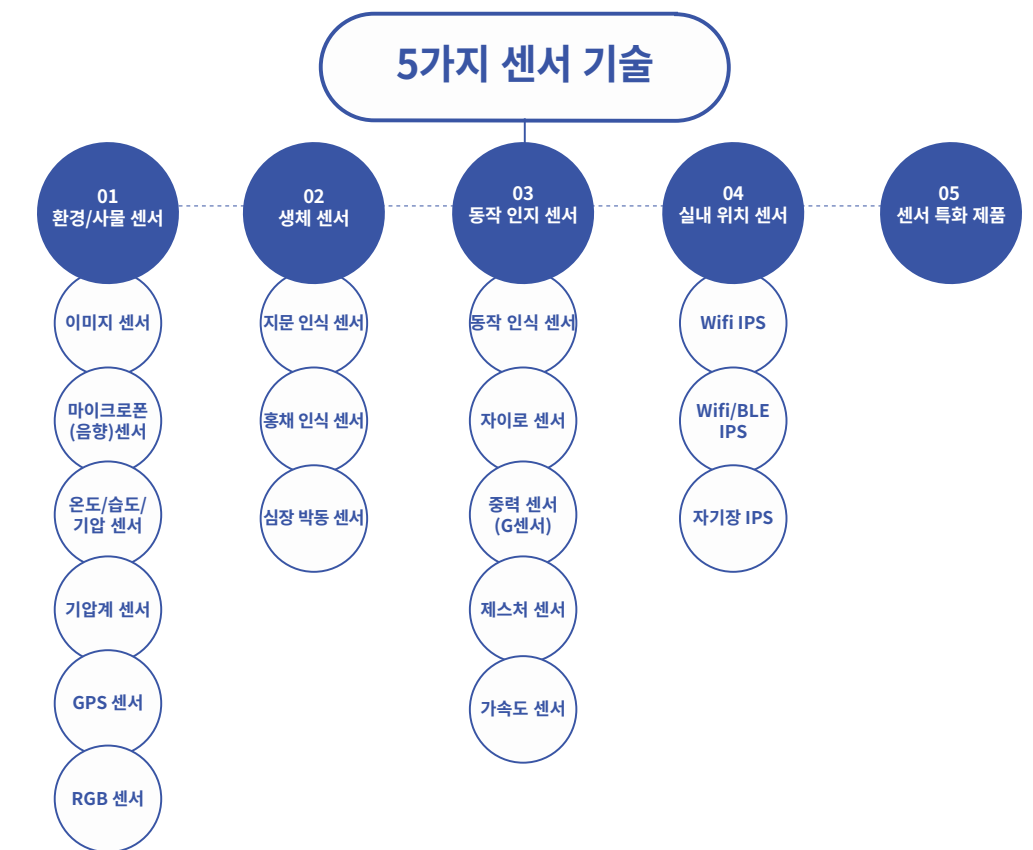 5가지 센서 기술
01
환경/사물 센서
이미지 센서
마이크로폰
(음향)센서
온도/습도/
기압 센서
기압계 센서
GPS 센서
RGB 센서
02
생체 센서
지문 인식 센서
홍채 인식 센서
심장 박동 센서
03
동작 인지 센서
동작 인식 센서
자이로 센서
중력 센서
(G센서)
제스처 센서
가속도 센서
04
실내 위치 센서
Wifi IPS
Wifi/BLE
IPS
자기장 IPS
05
센서 특화 제품